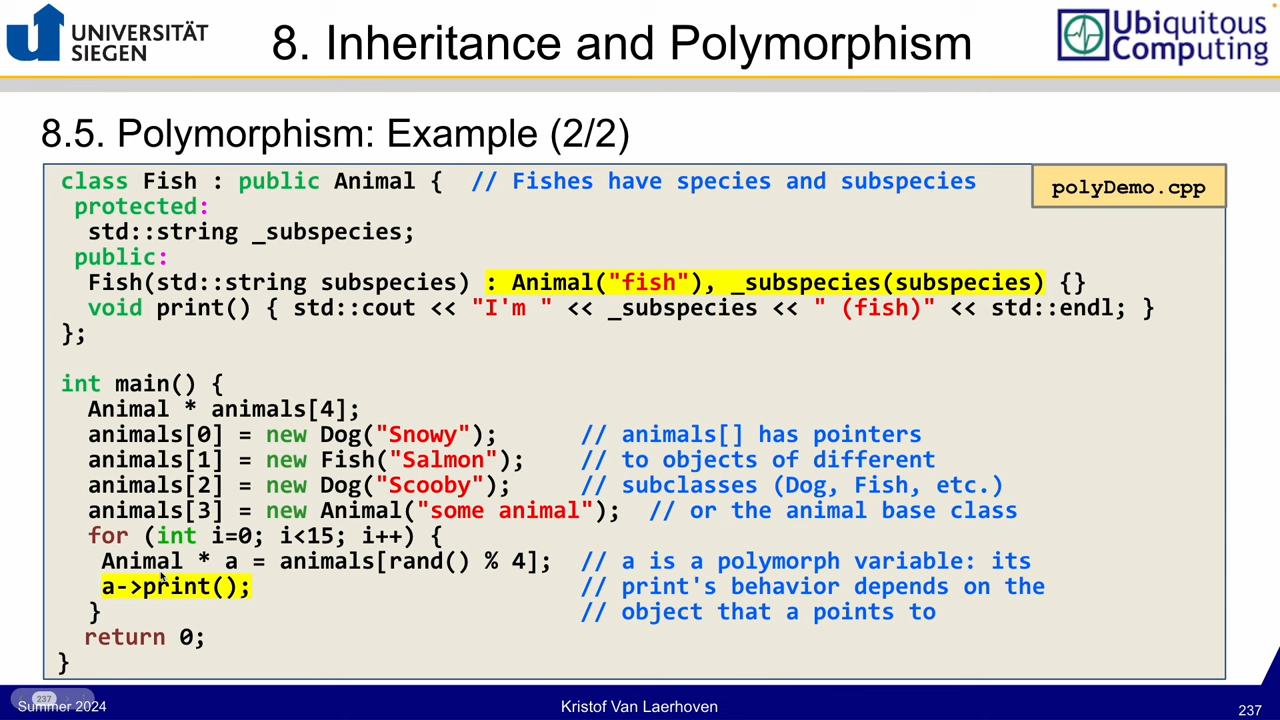 UNIVERSITÄT
SIEGEN
8. Inheritance and Polymorphism
Ubiquitous
Computing
8.5. Polymorphism: Example (2/2)
polyDemo.cpp
class Fish : public Animal {  // Fishes have species and subspecies
 protected:
  std::string _subspecies;
 public:
  Fish(std::string subspecies) : Animal("fish"), _subspecies(subspecies) {}
  void print() { std::cout << "I'm " << _subspecies << " (fish)" << std::endl; }
};
int main() {
  Animal * animals[4];
  animals[0] = new Dog("Snowy");      // animals[] has pointers
  animals[1] = new Fish("Salmon");    // to objects of different
  animals[2] = new Dog("Scooby");     // subclasses (Dog, Fish, etc.)
  animals[3] = new Animal("some animal");  // or the animal base class
  for (int i=0; i<15; i++) {
   Animal * a = animals[rand() % 4];  // a is a polymorph variable: its
   a->print();                        // print's behavior depends on the
  }                                   // object that a points to
  return 0;
}
237
Summer 2024
Kristof Van Laerhoven
237